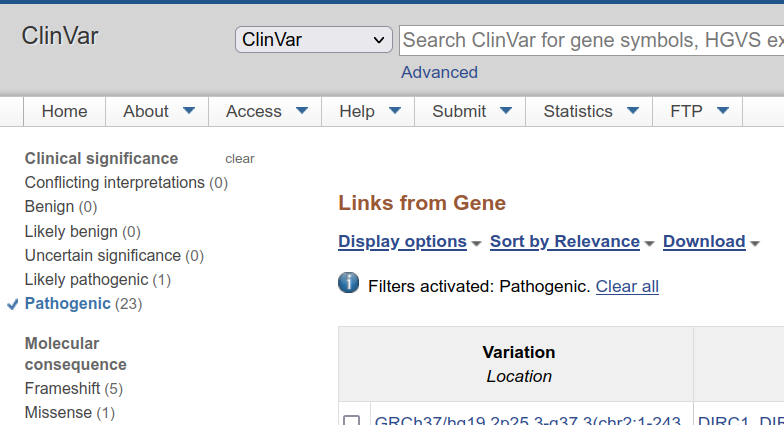 ClinVar
ClinVar
Search ClinVar for gene symbols, HGVS ex
Advanced
Home About Access Help Submit Statistics FTP
Clinical significance clear
Conflicting interpretations (0)
Benign (0)
Likely benign (0)
Uncertain significance (0)
Likely pathogenic (1)
Pathogenic (23)
Molecular
consequence
Frameshift (5)
Missense (1)
Links from Gene
Display options Sort by Relevance Download
Filters activated: Pathogenic. Clear all
Variation
Location
GRCh37/hg19 2p25.3-q37.3(chr2:1-243 DIRC1, DIP